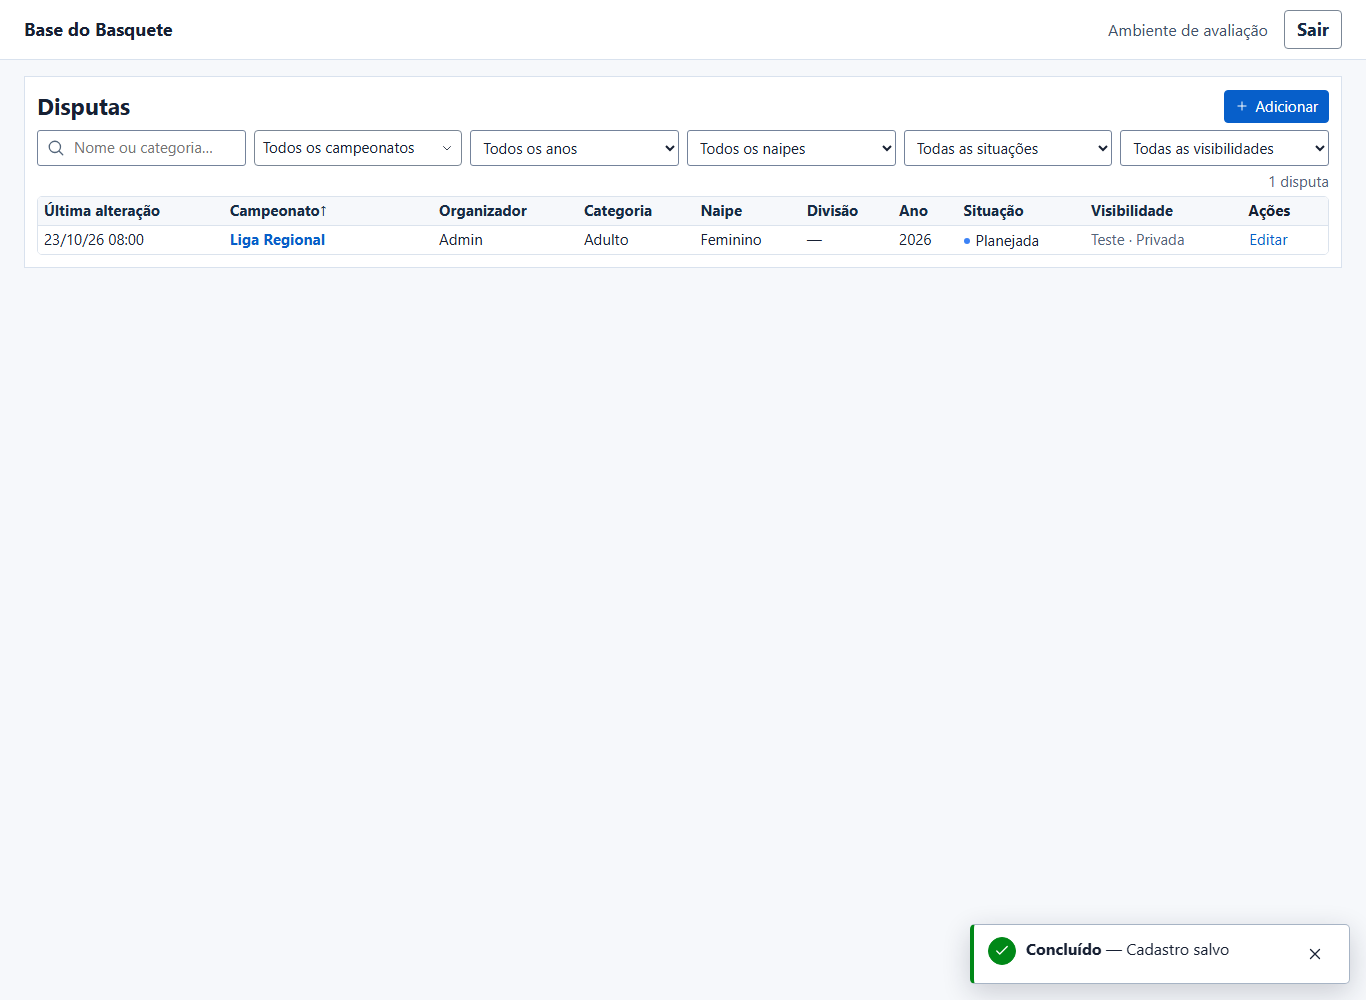 Base do Basquete
Ambiente de avaliação
Sair
Disputas
+ Adicionar
Nome ou categoria...
Todos os campeonatos
Todos os anos
Todos os naipes
Todas as situações
Todas as visibilidades
1 disputa
Última alteração Campeonato↑ Organizador Categoria Naipe Divisão Ano Situação Visibilidade Ações
23/10/26 08:00 Liga Regional Admin Adulto Feminino — 2026 Planejada Teste · Privada Editar
Concluído — Cadastro salvo